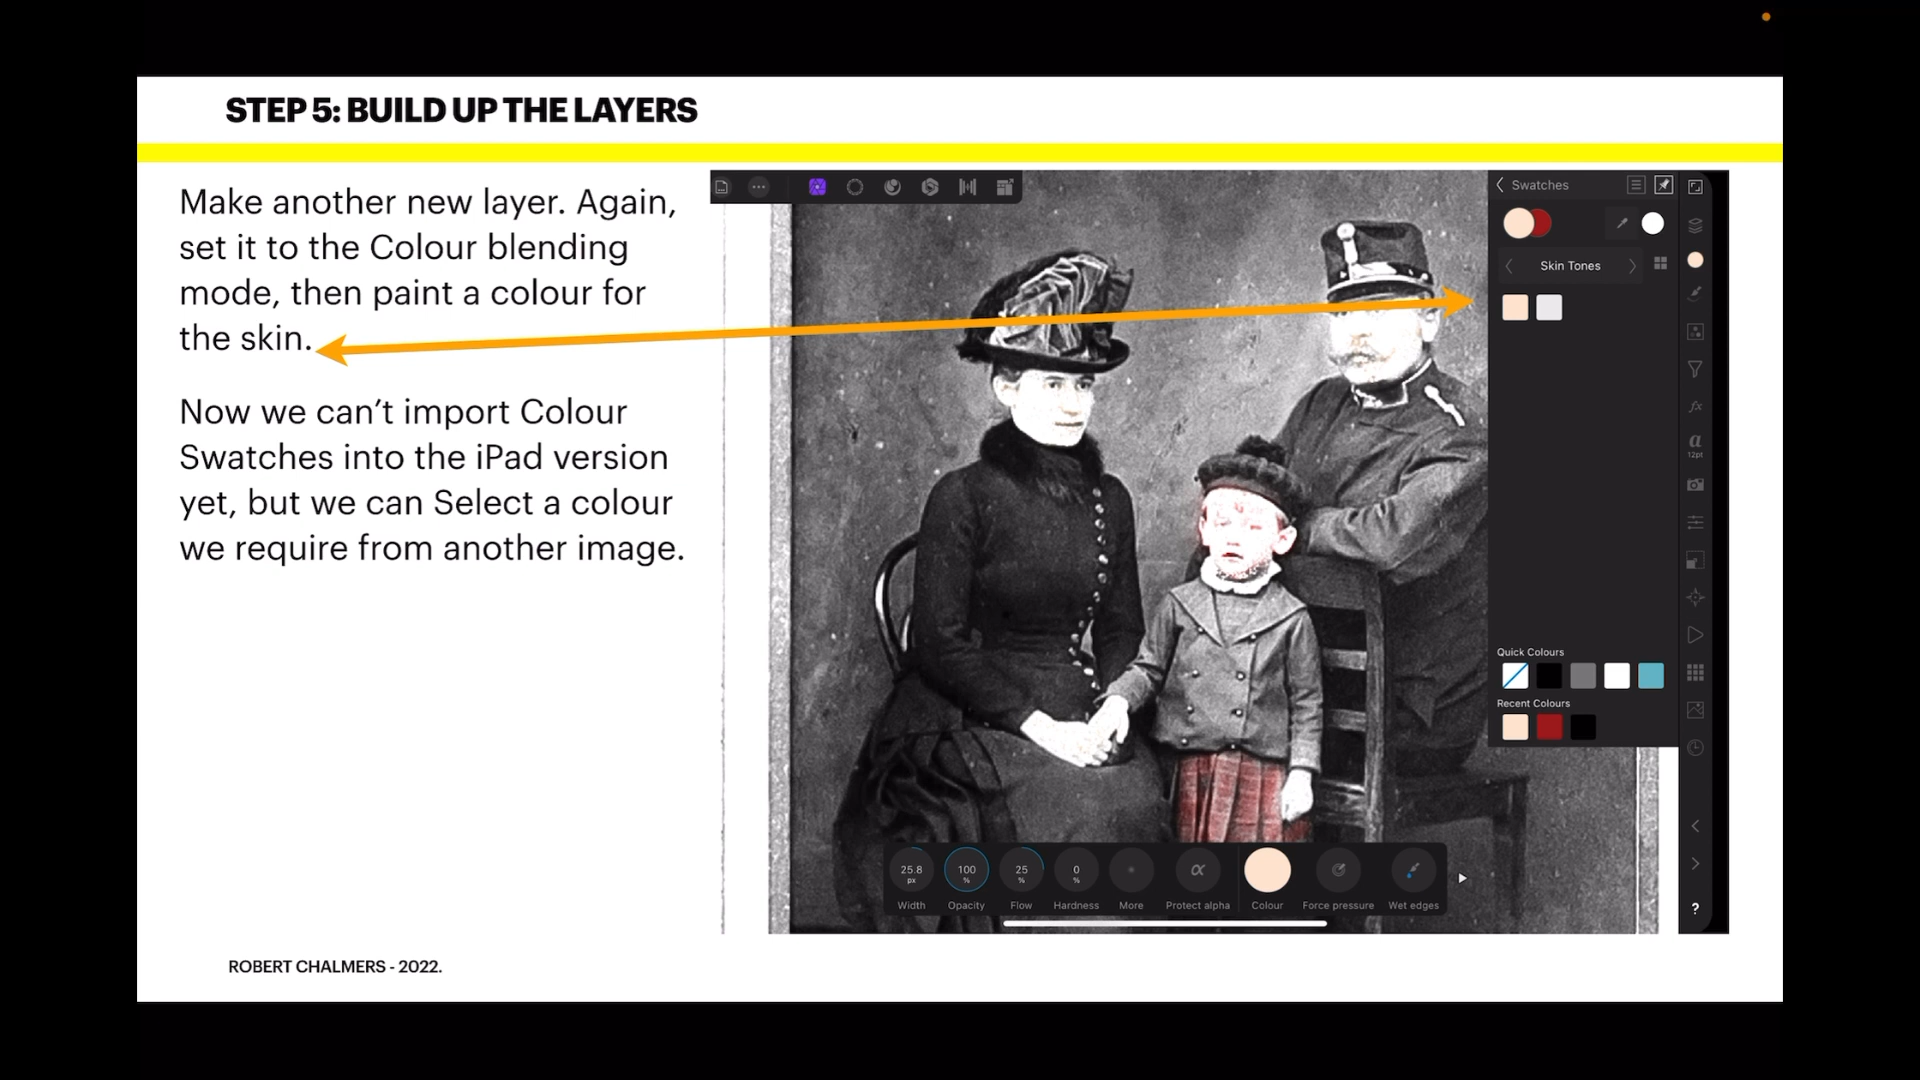 STEP 5: BUILD UP THE LAYERS
Make another new layer. Again,
set it to the Colour blending
mode, then paint a colour for
the skin.
Now we can’t import Colour
Swatches into the iPad version
yet, but we can Select a colour
we require from another image.
Swatches
Skin Tones
fx
a
12pt
Quick Colours
Recent Colours
25.8
px
100
%
25
%
0
%
α
Width
Opacity
Flow
Hardness
More
Protect alpha
Colour
Force pressure
Wet edges
?
ROBERT CHALMERS - 2022.